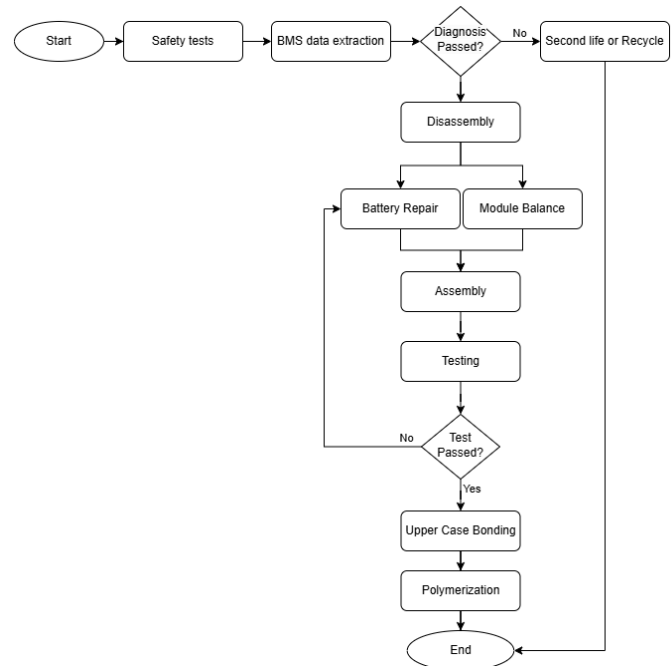 Start
Safety tests
BMS data extraction
Diagnosis
Passed?
No
Second life or Recycle
Disassembly
Battery Repair
Module Balance
Assembly
Testing
No
Test
Passed?
Yes
Upper Case Bonding
Polymerization
End